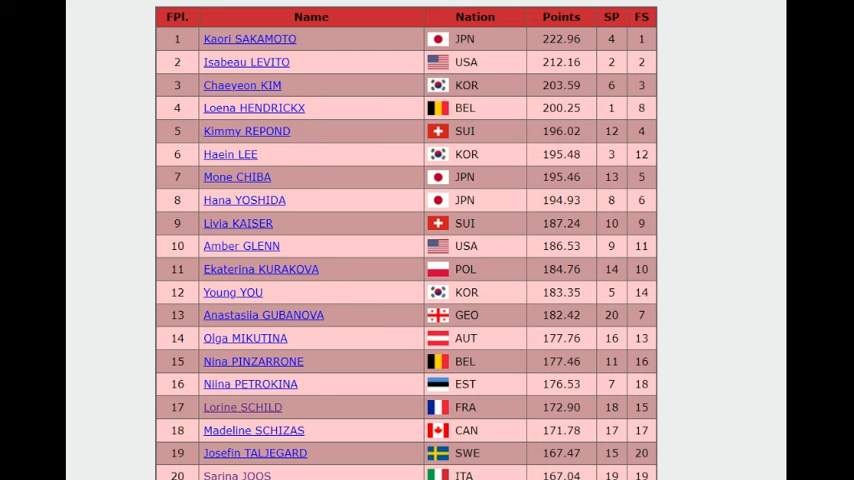 FPl. Name Nation Points SP FS
1 Kaori SAKAMOTO JPN 222.96 4 1
2 Isabeau LEVITO USA 212.16 2 2
3 Chaeyeon KIM KOR 203.59 6 3
4 Loena HENDRICKX BEL 200.25 1 8
5 Kimmy REPOND SUI 196.02 12 4
6 Haein LEE KOR 195.48 3 12
7 Mone CHIBA JPN 195.46 13 5
8 Hana YOSHIDA JPN 194.93 8 6
9 Livia KAISER SUI 187.24 10 9
10 Amber GLENN USA 186.53 9 11
11 Ekaterina KURAKOVA POL 184.76 14 10
12 Young YOU KOR 183.35 5 14
13 Anastasiia GUBANOVA GEO 182.42 20 7
14 Olga MIKUTINA AUT 177.76 16 13
15 Nina PINZARRONE BEL 177.46 11 16
16 Niina PETROKINA EST 176.53 7 18
17 Lorine SCHILD FRA 172.90 18 15
18 Madeline SCHIZAS CAN 171.78 17 17
19 Josefin TALJEGARD SWE 167.47 15 20
20 Sarina JOOS ITA 167.04 19 19